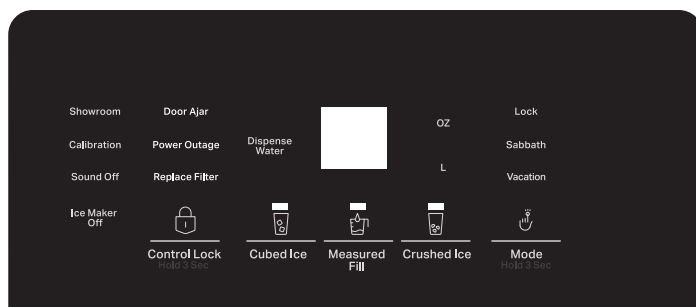 Showroom
Door Ajar
Lock
OZ
Calibration
Power Outage
Dispense
Water
Sabbath
L
Sound Off
Replace Filter
Vacation
Ice Maker
Off
Control Lock
Hold 3 Sec
Cubed Ice
Measured
Fill
Crushed Ice
Mode
Hold 3 Sec